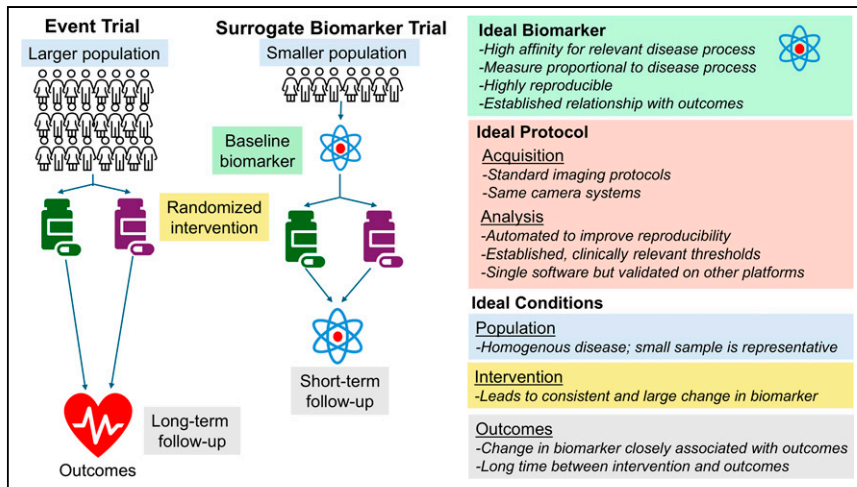 Event Trial
Larger population
Randomized
intervention
Long-term
follow-up
Outcomes
Surrogate Biomarker Trial
Smaller population
Baseline
biomarker
Short-term
follow-up
Ideal Biomarker
-High affinity for relevant disease process
-Measure proportional to disease process
-Highly reproducible
-Established relationship with outcomes
Ideal Protocol
Acquisition
-Standard imaging protocols
-Same camera systems
Analysis
-Automated to improve reproducibility
-Established, clinically relevant thresholds
-Single software but validated on other platforms
Ideal Conditions
Population
-Homogenous disease; small sample is representative
Intervention
-Leads to consistent and large change in biomarker
Outcomes
-Change in biomarker closely associated with outcomes
-Long time between intervention and outcomes